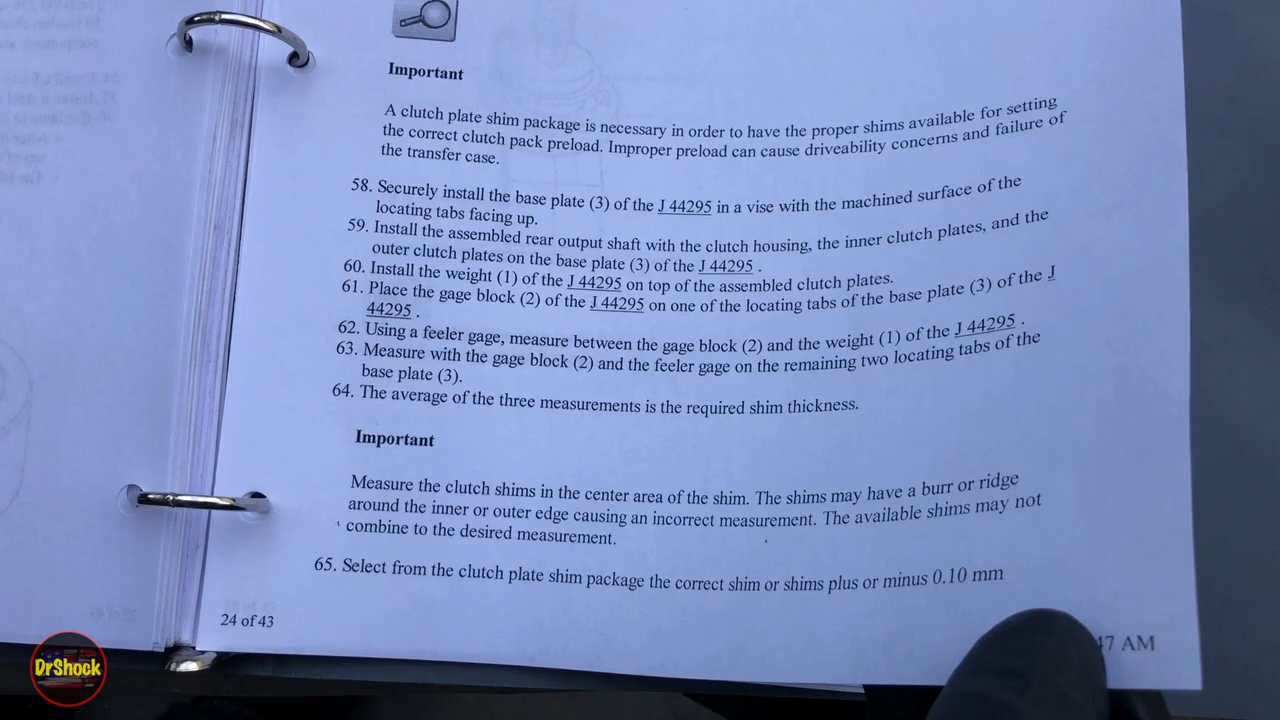 Important
A clutch plate shim package is necessary in order to have the proper shims available for setting
the correct clutch pack preload. Improper preload can cause driveability concerns and failure of
the transfer case.
58. Securely install the base plate (3) of the J 44295 in a vise with the machined surface of the
locating tabs facing up.
59. Install the assembled rear output shaft with the clutch housing, the inner clutch plates, and the
outer clutch plates on the base plate (3) of the J 44295 .
60. Install the weight (1) of the J 44295 on top of the assembled clutch plates.
61. Place the gage block (2) of the J 44295 on one of the locating tabs of the base plate (3) of the J
44295 .
62. Using a feeler gage, measure between the gage block (2) and the weight (1) of the J 44295 .
63. Measure with the gage block (2) and the feeler gage on the remaining two locating tabs of the
base plate (3).
64. The average of the three measurements is the required shim thickness.
Important
Measure the clutch shims in the center area of the shim. The shims may have a burr or ridge
around the inner or outer edge causing an incorrect measurement. The available shims may not
combine to the desired measurement.
65. Select from the clutch plate shim package the correct shim or shims plus or minus 0.10 mm
24 of 43
47 AM
DrShock